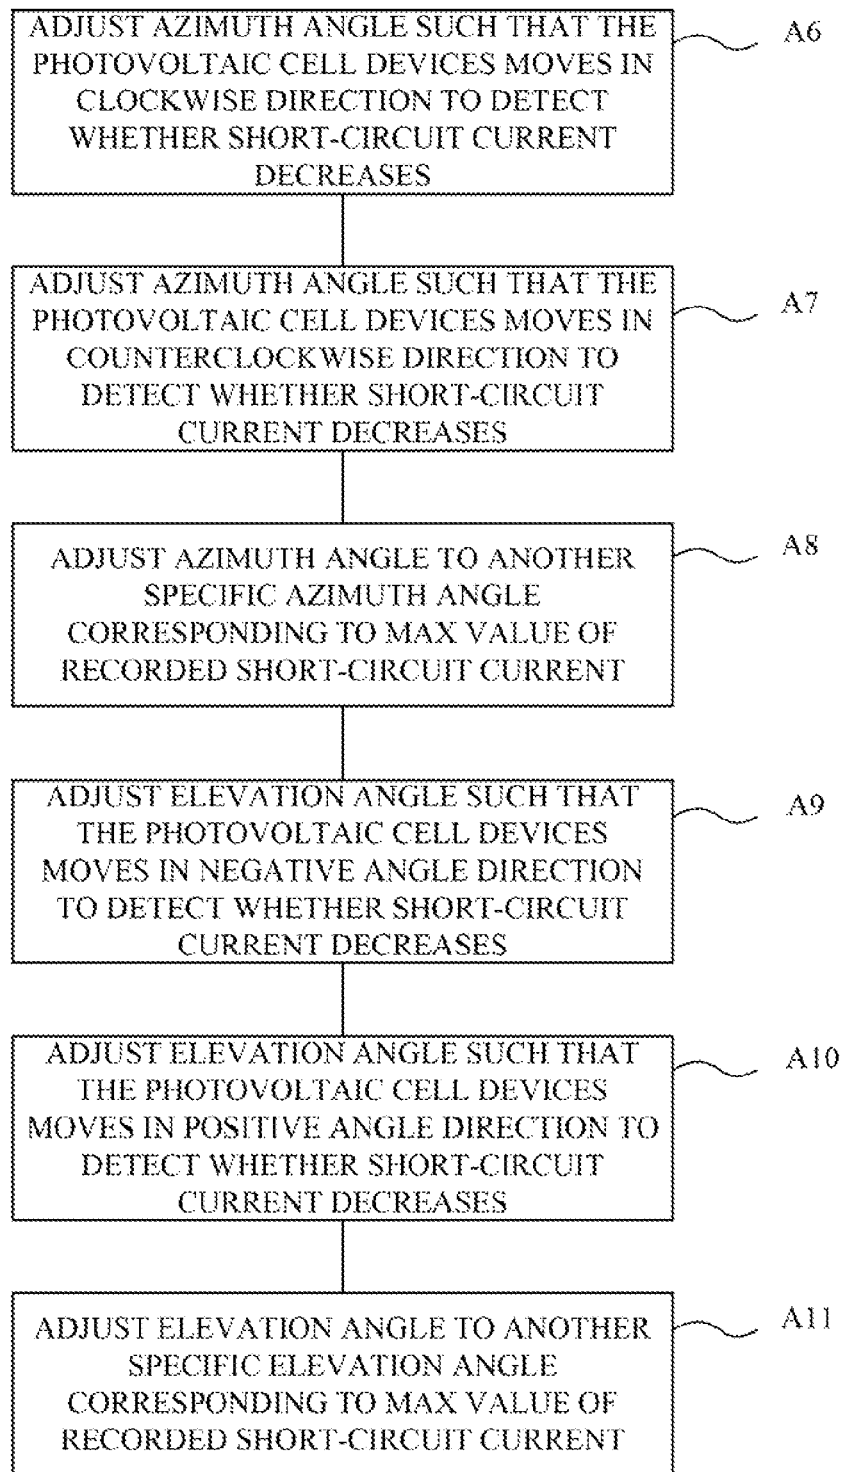 ADJUST AZIMUTH ANGLE SUCH THAT THE
PHOTOVOLTAIC CELL DEVICES MOVES IN
CLOCKWISE DIRECTION TO DETECT
WHETHER SHORT-CIRCUIT CURRENT
DECREASES
A6
ADJUST AZIMUTH ANGLE SUCH THAT THE
PHOTOVOLTAIC CELL DEVICES MOVES IN
COUNTERCLOCKWISE DIRECTION TO
DETECT WHETHER SHORT-CIRCUIT
CURRENT DECREASES
A7
ADJUST AZIMUTH ANGLE TO ANOTHER
SPECIFIC AZIMUTH ANGLE
CORRESPONDING TO MAX VALUE OF
RECORDED SHORT-CIRCUIT CURRENT
A8
ADJUST ELEVATION ANGLE SUCH THAT
THE PHOTOVOLTAIC CELL DEVICES
MOVES IN NEGATIVE ANGLE DIRECTION
TO DETECT WHETHER SHORT-CIRCUIT
CURRENT DECREASES
A9
ADJUST ELEVATION ANGLE SUCH THAT
THE PHOTOVOLTAIC CELL DEVICES
MOVES IN POSITIVE ANGLE DIRECTION TO
DETECT WHETHER SHORT-CIRCUIT
CURRENT DECREASES
A10
ADJUST ELEVATION ANGLE TO ANOTHER
SPECIFIC ELEVATION ANGLE
CORRESPONDING TO MAX VALUE OF
RECORDED SHORT-CIRCUIT CURRENT
A11